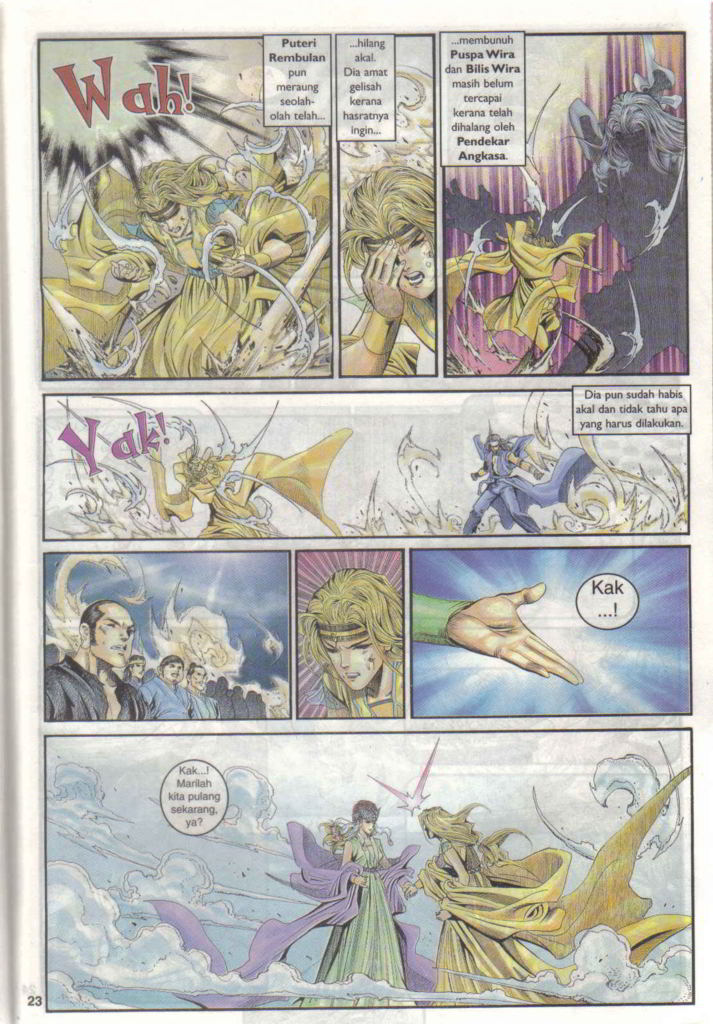 Wah!
Puteri
Rembulan
pun
meraung
seolah-
olah telah...
...hilang
akal.
Dia amat
gelisah
kerana
hasratnya
ingin...
...membunuh
Puspa Wira
dan Bilis Wira
masih belum
tercapai
kerana telah
dihalang oleh
Pendekar
Angkasa.
Yak!
Dia pun sudah habis
akal dan tidak tahu apa
yang harus dilakukan.
Kak
...!
Kak...!
Marilah
kita pulang
sekarang,
ya?
23